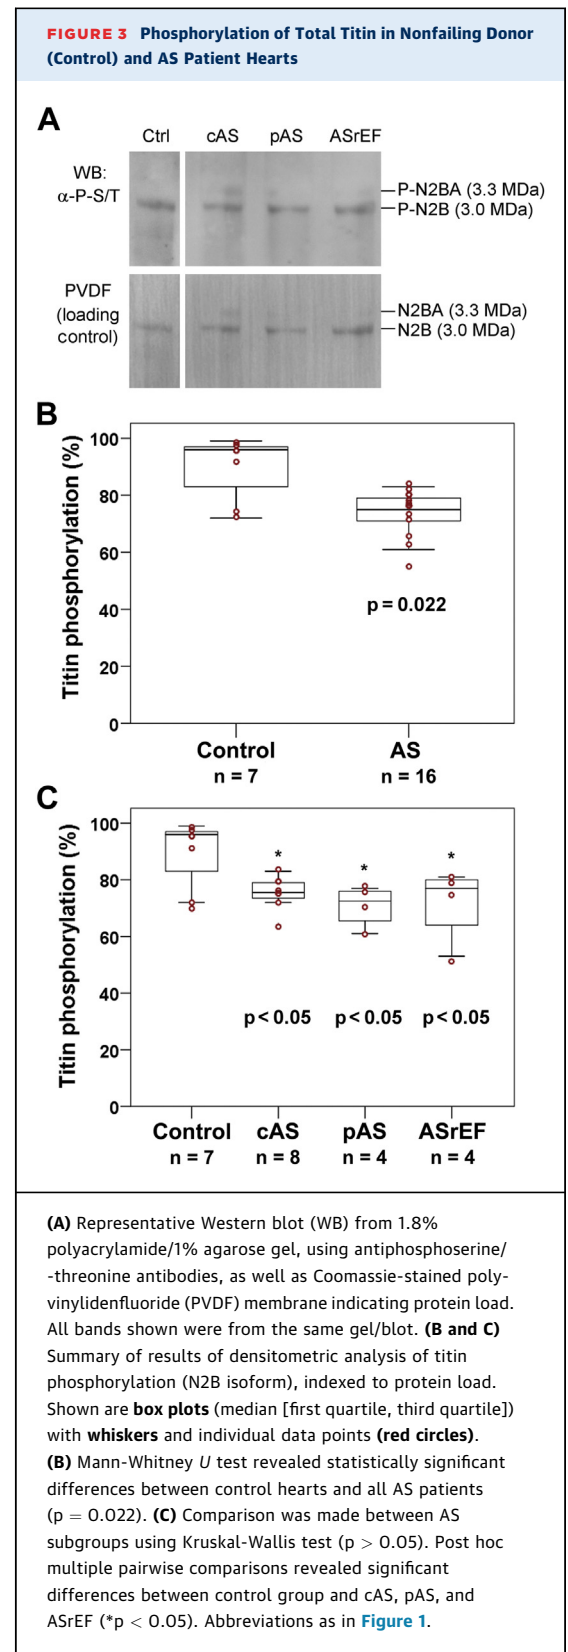 FIGURE 3 Phosphorylation of Total Titin in Nonfailing Donor
(Control) and AS Patient Hearts
A
Ctrl cAS pAS ASrEF
WB:
α-P-S/T
P-N2BA (3.3 MDa)
P-N2B (3.0 MDa)
PVDF
(loading
control)
N2BA (3.3 MDa)
N2B (3.0 MDa)
B
Titin phosphorylation (%)
100
80
60
40
20
0
p = 0.022
Control AS
n = 7 n = 16
C
Titin phosphorylation (%)
100
80
60
40
20
0
* * *
p < 0.05 p < 0.05 p < 0.05
Control cAS pAS ASrEF
n = 7 n = 8 n = 4 n = 4
(A) Representative Western blot (WB) from 1.8%
polyacrylamide/1% agarose gel, using antiphosphoserine/
-threonine antibodies, as well as Coomassie-stained poly-
vinylidenfluoride (PVDF) membrane indicating protein load.
All bands shown were from the same gel/blot. (B and C)
Summary of results of densitometric analysis of titin
phosphorylation (N2B isoform), indexed to protein load.
Shown are box plots (median [first quartile, third quartile])
with whiskers and individual data points (red circles).
(B) Mann-Whitney U test revealed statistically significant
differences between control hearts and all AS patients
(p = 0.022). (C) Comparison was made between AS
subgroups using Kruskal-Wallis test (p > 0.05). Post hoc
multiple pairwise comparisons revealed significant
differences between control group and cAS, pAS, and
ASrEF (*p < 0.05). Abbreviations as in Figure 1.